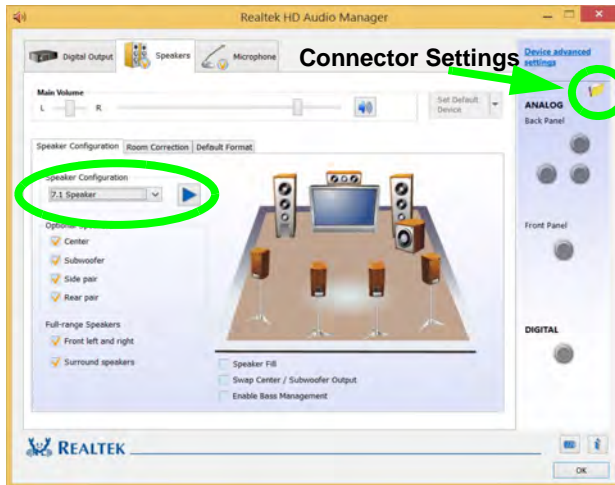 Realtek HD Audio Manager
Digital Output
Speakers
Microphone
Connector Settings
Device advanced settings
Main Volume
L
R
Set Default Device
ANALOG
Back Panel
Speaker Configuration
Room Correction
Default Format
Speaker Configuration
7.1 Speaker
Center
Subwoofer
Side pair
Rear pair
Front Panel
Full-range Speakers
Front left and right
Surround speakers
DIGITAL
Speaker Fill
Swap Center / Subwoofer Output
Enable Bass Management
REALTEK
OK